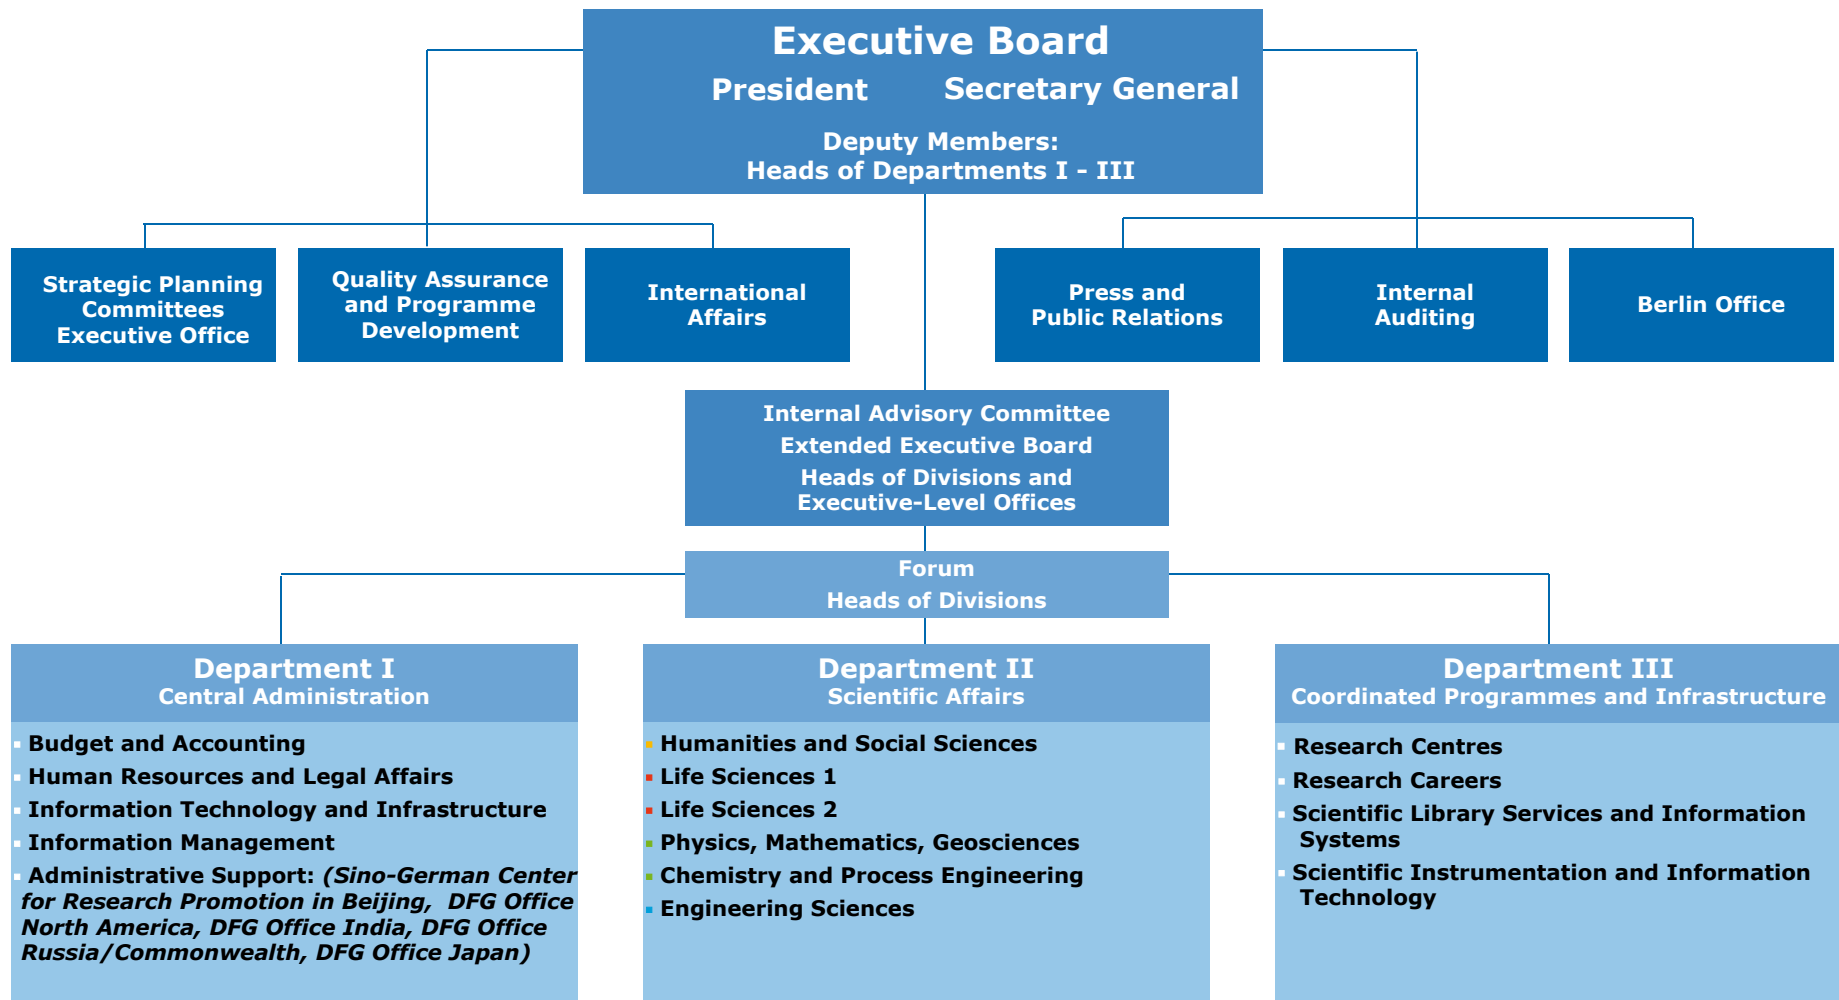 Executive Board
President Secretary General
Deputy Members:
Heads of Departments I - III
Strategic Planning
Committees
Executive Office
Quality Assurance
and Programme
Development
International
Affairs
Press and
Public Relations
Internal
Auditing
Berlin Office
Internal Advisory Committee
Extended Executive Board
Heads of Divisions and
Executive-Level Offices
Forum
Heads of Divisions
Department I
Central Administration
Budget and Accounting
Human Resources and Legal Affairs
Information Technology and Infrastructure
Information Management
Administrative Support: (Sino-German Center
for Research Promotion in Beijing, DFG Office
North America, DFG Office India, DFG Office
Russia/Commonwealth, DFG Office Japan)
Department II
Scientific Affairs
Humanities and Social Sciences
Life Sciences 1
Life Sciences 2
Physics, Mathematics, Geosciences
Chemistry and Process Engineering
Engineering Sciences
Department III
Coordinated Programmes and Infrastructure
Research Centres
Research Careers
Scientific Library Services and Information
Systems
Scientific Instrumentation and Information
Technology